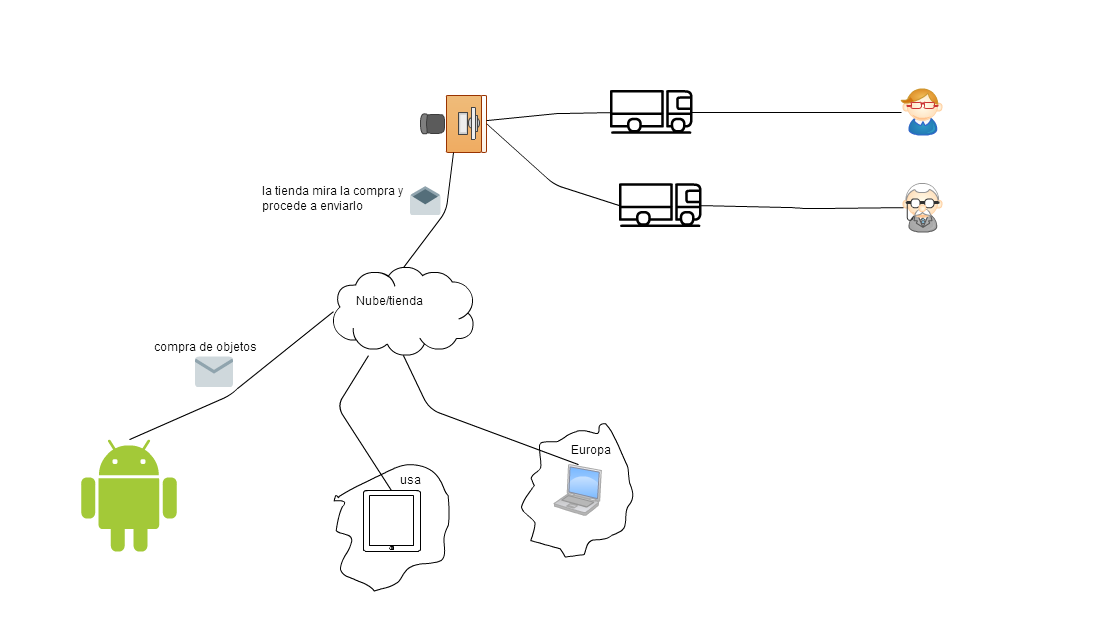 la tienda mira la compra y
procede a enviarlo
Nube/tienda
compra de objetos
Europa
usa